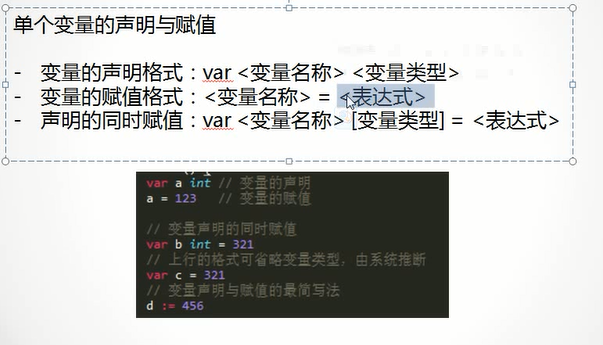 单个变量的声明与赋值
- 变量的声明格式：var <变量名称> <变量类型>
- 变量的赋值格式：<变量名称> = <表达式>
- 声明的同时赋值：var <变量名称> [变量类型] = <表达式>
var a int // 变量的声明
a = 123 // 变量的赋值
// 变量声明的同时赋值
var b int = 321
// 上行的格式可省略变量类型，由系统推断
var c = 321
// 变量声明与赋值的最简写法
d := 456